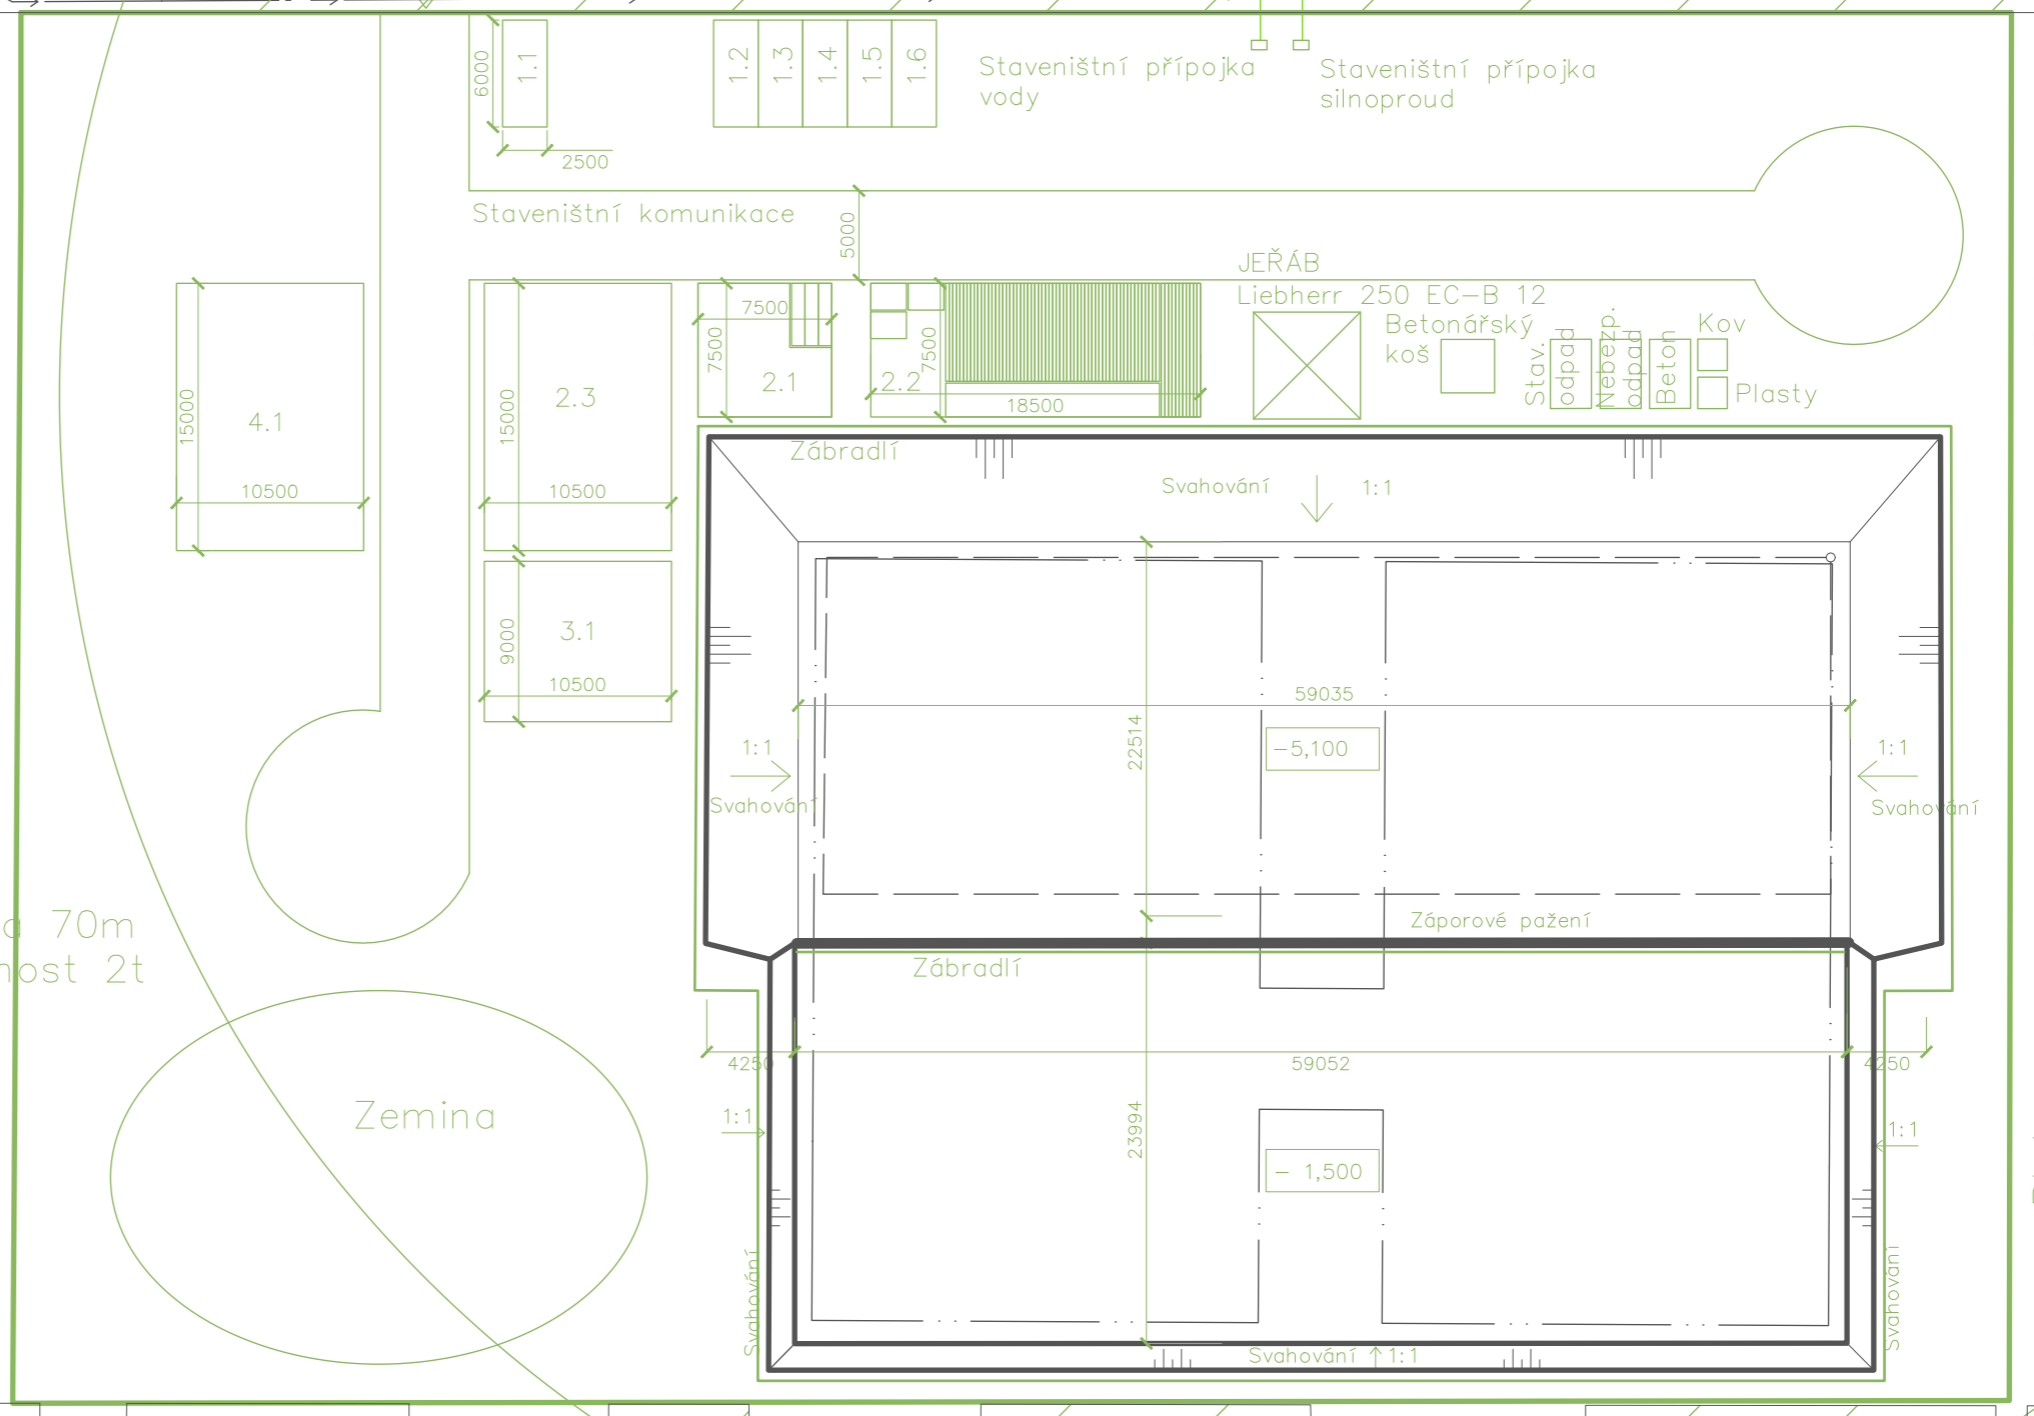 6000
1.1
2500
1.2
1.3
1.4
1.5
1.6
Staveništní přípojka
vody
Staveništní přípojka
silnoproud
Staveništní komunikace
5000
JEŘÁB
Liebherr 250 EC-B 12
Betonářský
koš
Stav.
odpad
Nebezp.
odpad
Beton
Kov
Plasty
15000
4.1
10500
15000
2.3
10500
7500
7500
2.1
7500
2.2
18500
9000
3.1
10500
Zábradlí
Svahování
1:1
59035
22514
-5,100
1:1
Svahování
1:1
Svahování
Záporové pažení
Zábradlí
70m
2t
4250
59052
4250
Zemina
1:1
23994
- 1,500
1:1
Svahování
Svahování
Svahování
1:1